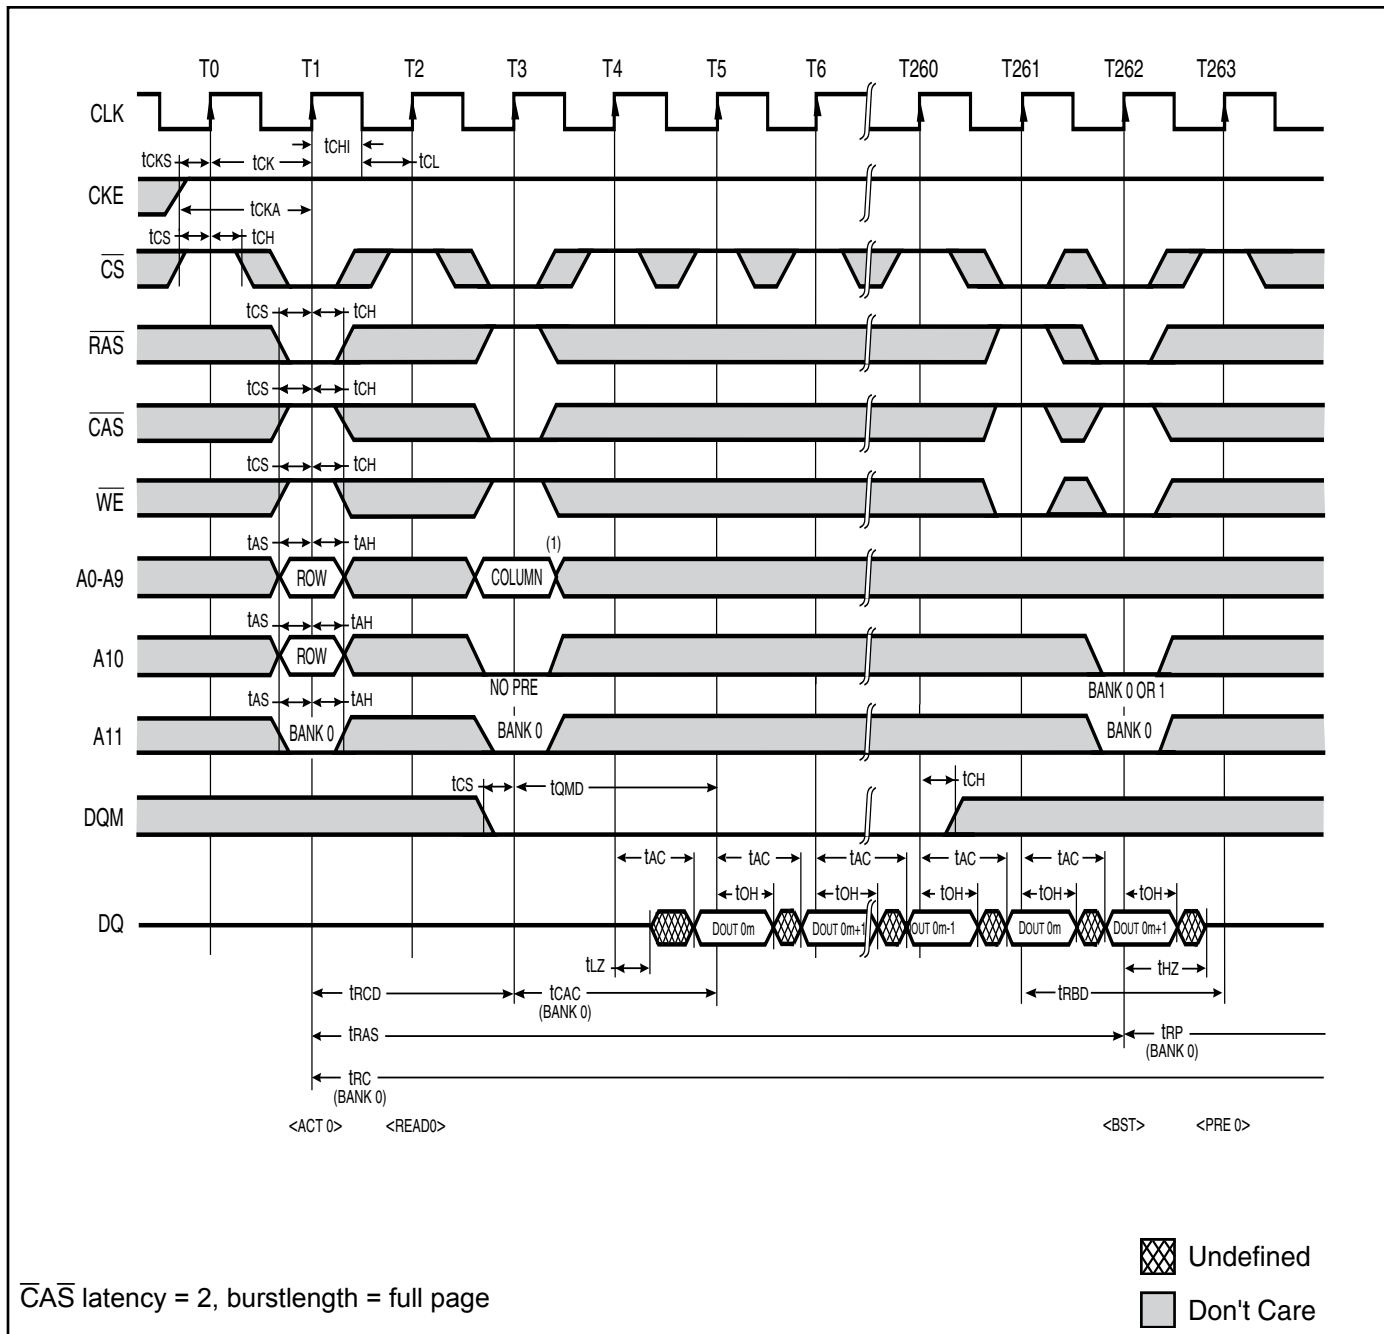 T0 T1 T2 T3 T4 T5 T6 T260 T261 T262 T263
CLK
tCHI
tCKS tCK tCL
CKE
tCKA
tCS tCH
CS
tCS tCH
RAS
tCS tCH
CAS
tCS tCH
WE
tAS tAH (1)
A0-A9 ROW COLUMN
tAS tAH
A10 ROW
NO PRE BANK 0 OR 1
tAS tAH
A11 BANK 0 BANK 0 BANK 0
tCS tQMD tCH
DQM
tAC tAC tAC tAC tAC
tOH tOH tOH tOH tOH
DQ DOUT 0m DOUT 0m+1 OUT 0m-1 DOUT 0m DOUT 0m+1
tLZ tHZ
tRCD tCAC tRBD
(BANK 0)
tRAS tRP
(BANK 0)
tRC
(BANK 0)
<ACT 0> <READ0> <BST> <PRE 0>
Undefined
CAS latency = 2, burstlength = full page
Don't Care